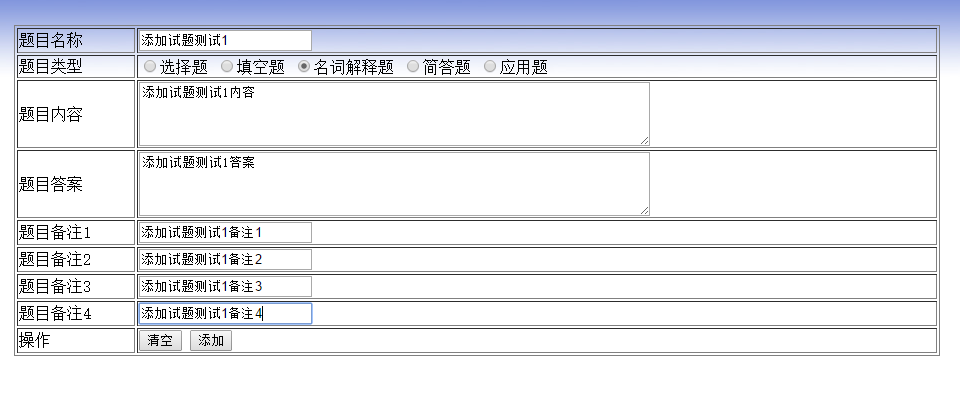 题目名称 添加试题测试1
题目类型 选择题 填空题 名词解释题 简答题 应用题
题目内容 添加试题测试1内容
题目答案 添加试题测试1答案
题目备注1 添加试题测试1备注1
题目备注2 添加试题测试1备注2
题目备注3 添加试题测试1备注3
题目备注4 添加试题测试1备注4
操作 清空 添加